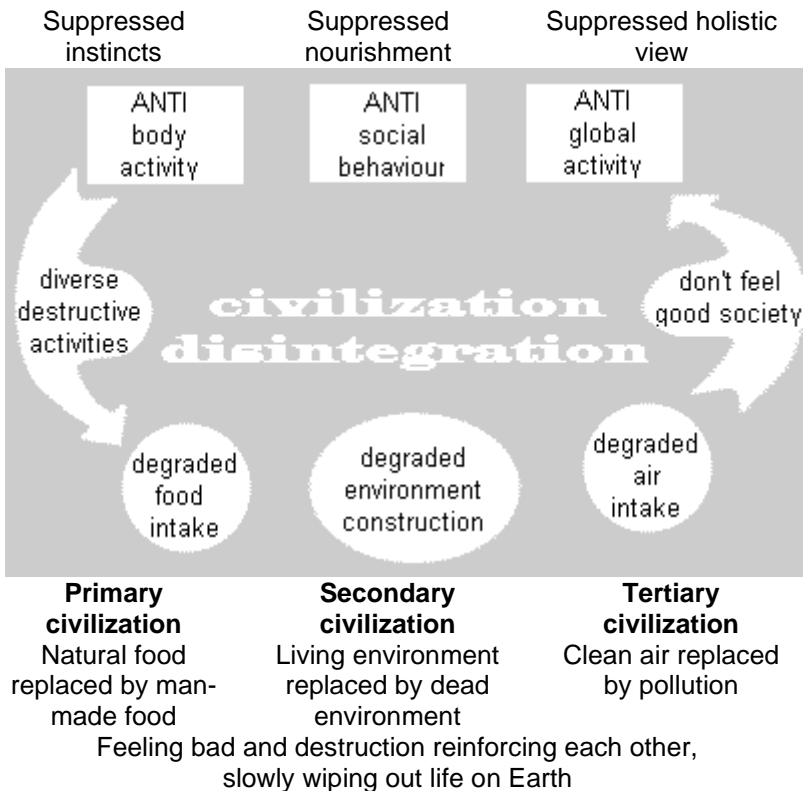 Suppressed
instincts
Suppressed
nourishment
Suppressed holistic
view
ANTI
body
activity
ANTI
social
behaviour
ANTI
global
activity
diverse
destructive
activities
civilization
disintegration
don't feel
good society
degraded
food
intake
degraded
environment
construction
degraded
air
intake
Primary
civilization
Natural food
replaced by man-
made food
Secondary
civilization
Living environment
replaced by dead
environment
Tertiary
civilization
Clean air replaced
by pollution
Feeling bad and destruction reinforcing each other,
slowly wiping out life on Earth